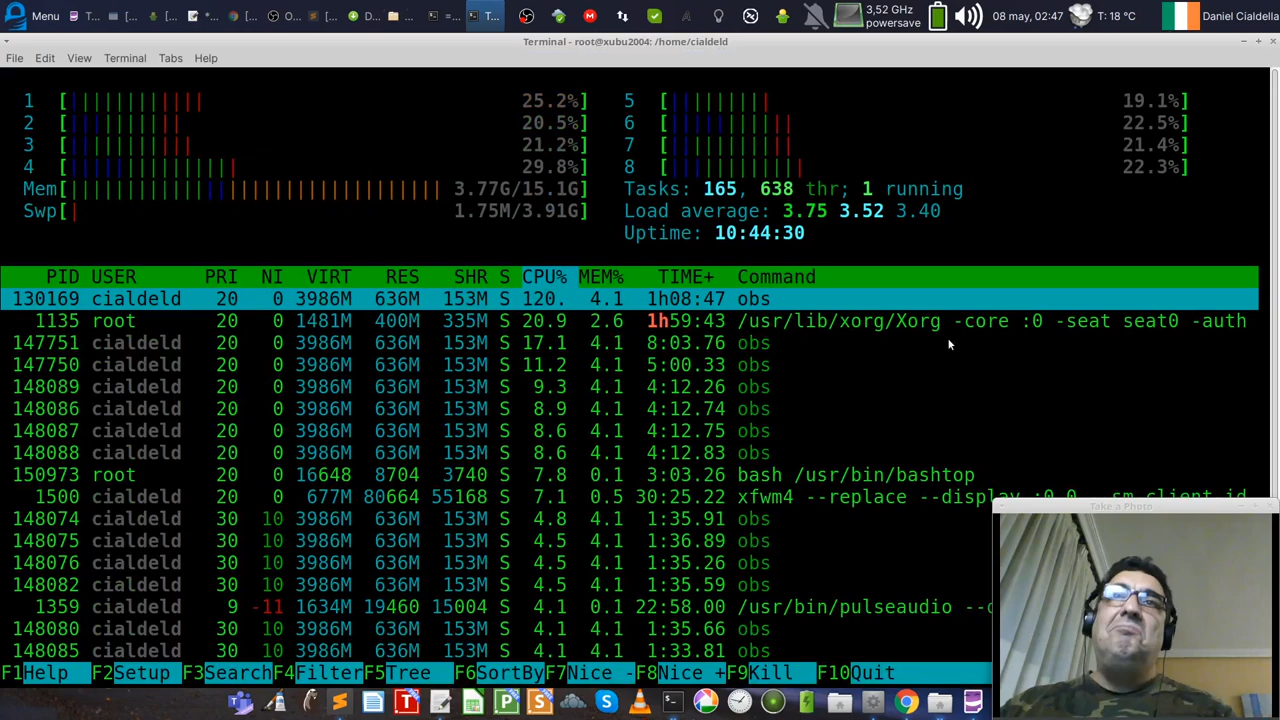 Menu T... [... [... *... [... O... [... D... ... =... T... 3,52 GHz powersave 08 may, 02:47 T: 18 °C Daniel Cialdella
Terminal - root@xubu2004: /home/cialdeld
File Edit View Terminal Tabs Help
1 [|||||||||||||||| 25.2%] 5 [||||||||||| 19.1%]
2 [||||||||||||| 20.5%] 6 [|||||||||||||| 22.5%]
3 [|||||||||||||| 21.2%] 7 [|||||||||||||| 21.4%]
4 [||||||||||||||||||| 29.8%] 8 [||||||||||||||| 22.3%]
Mem[||||||||||||||||||||||||||||||||||||||| 3.77G/15.1G] Tasks: 165, 638 thr; 1 running
Swp[| 1.75M/3.91G] Load average: 3.75 3.52 3.40
Uptime: 10:44:30
PID USER PRI NI VIRT RES SHR S CPU% MEM% TIME+ Command
130169 cialdeld 20 0 3986M 636M 153M S 120. 4.1 1h08:47 obs
1135 root 20 0 1481M 400M 335M S 20.9 2.6 1h59:43 /usr/lib/xorg/Xorg -core :0 -seat seat0 -auth
147751 cialdeld 20 0 3986M 636M 153M S 17.1 4.1 8:03.76 obs
147750 cialdeld 20 0 3986M 636M 153M S 11.2 4.1 5:00.33 obs
148089 cialdeld 20 0 3986M 636M 153M S 9.3 4.1 4:12.26 obs
148086 cialdeld 20 0 3986M 636M 153M S 8.9 4.1 4:12.74 obs
148087 cialdeld 20 0 3986M 636M 153M S 8.6 4.1 4:12.75 obs
148088 cialdeld 20 0 3986M 636M 153M S 8.6 4.1 4:12.83 obs
150973 root 20 0 16648 8704 3740 S 7.8 0.1 3:03.26 bash /usr/bin/bashtop
1500 cialdeld 20 0 677M 80664 55168 S 7.1 0.5 30:25.22 xfwm4 --replace --display :0.0 --sm-client-id
148074 cialdeld 30 10 3986M 636M 153M S 4.8 4.1 1:35.91 obs
Take a Photo
148075 cialdeld 30 10 3986M 636M 153M S 4.5 4.1 1:36.89 obs
148076 cialdeld 30 10 3986M 636M 153M S 4.5 4.1 1:35.28 obs
148082 cialdeld 30 10 3986M 636M 153M S 4.5 4.1 1:35.59 obs
1359 cialdeld 9 -11 1634M 19460 15004 S 4.1 0.1 22:58.00 /usr/bin/pulseaudio
148080 cialdeld 30 10 3986M 636M 153M S 4.1 4.1 1:35.66 obs
148085 cialdeld 30 10 3986M 636M 153M S 4.1 4.1 1:33.81 obs
F1Help F2Setup F3SearchF4FilterF5Tree F6SortByF7Nice -F8Nice +F9Kill F10Quit